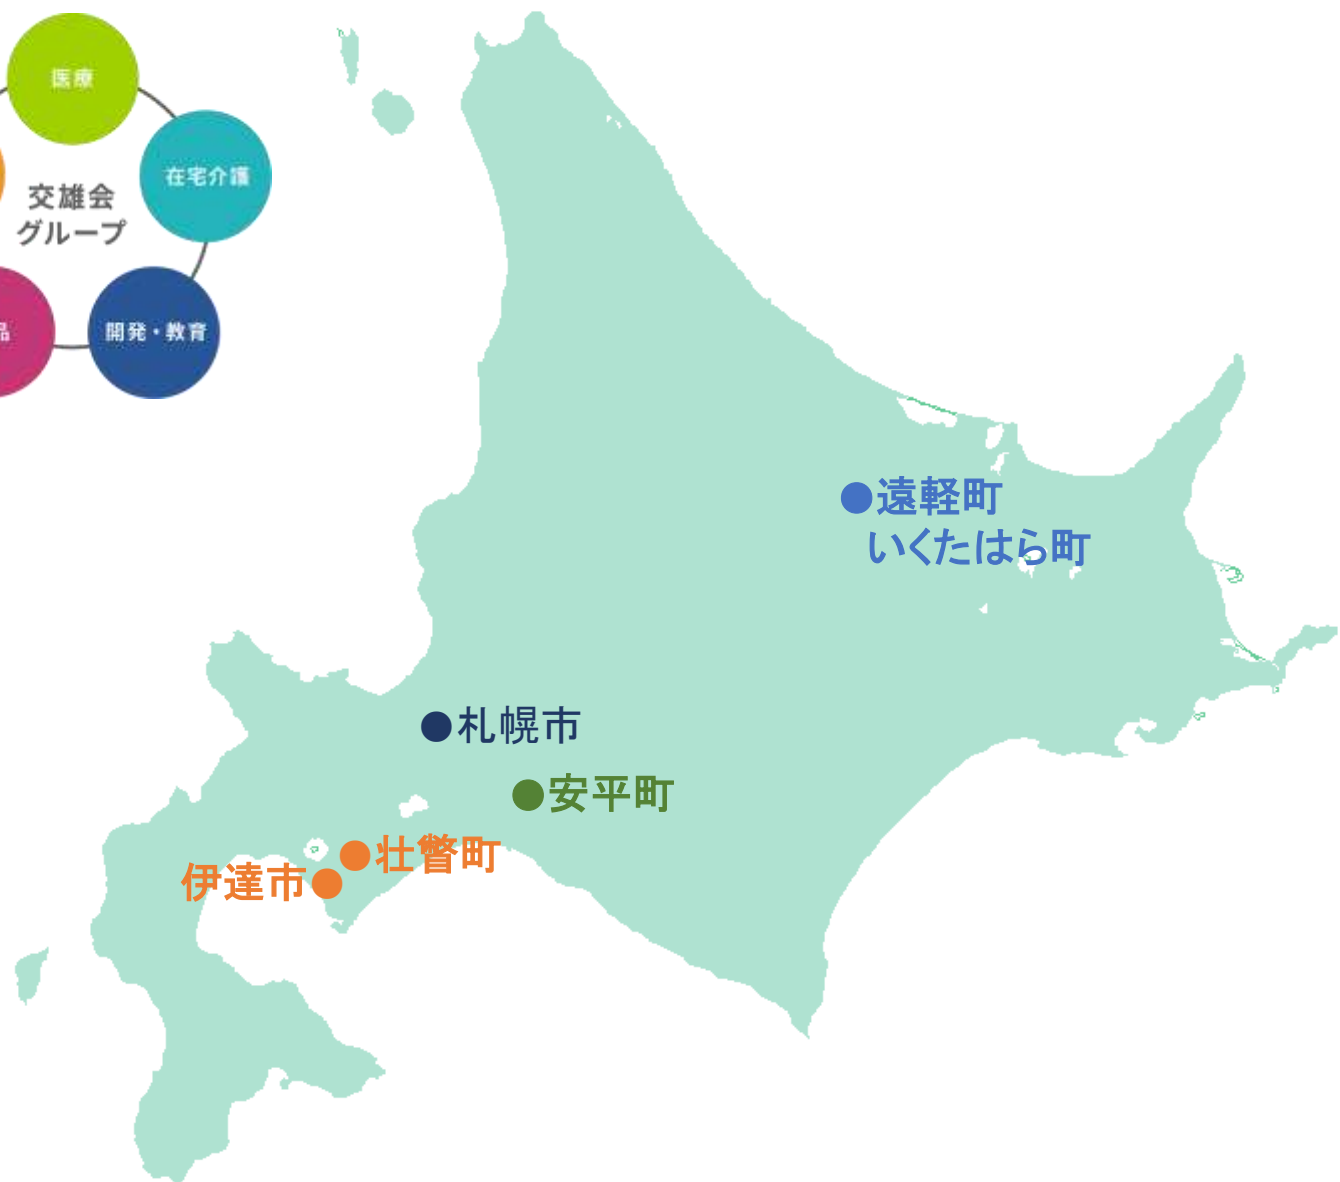 医療
在宅介護
交雄会
グループ
品
開発・教育
遠軽町
いくたはら町
札幌市
安平町
壮瞥町
伊達市